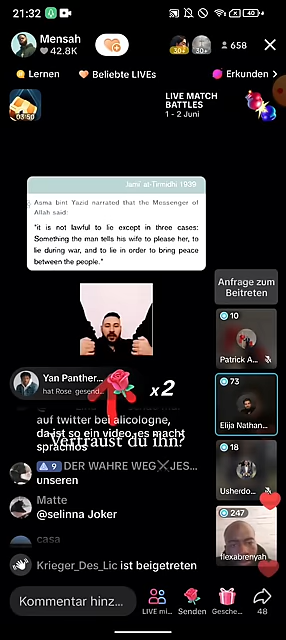 21:32
40
Mensah
42.8K
30+
30+
658
Lernen
Beliebte LIVEs
Erkunden
03:50
LIVE MATCH
BATTLES
1 - 2 Juni
Jami` at-Tirmidhi 1939
Asma bint Yazid narrated that the Messenger of
Allah said:
"it is not lawful to lie except in three cases:
Something the man tells his wife to please her, to
lie during war, and to lie in order to bring peace
between the people."
Anfrage zum
Beitreten
10
Patrick A...
Yan Panther...
hat Rose gesend...
x2
73
Elija Nathan...
auf twitter bei alicologne,
da ist so ein video, es macht
sprachlos
Vertraust du ihn?
9 DER WAHRE WEG⚔JES...
unseren
18
Usherdo...
Matte
@selinna Joker
247
ilexabrenyah
casa
Krieger_Des_Lic ist beigetreten
Kommentar hinz...
LIVE mi...
Senden
Gesche...
48